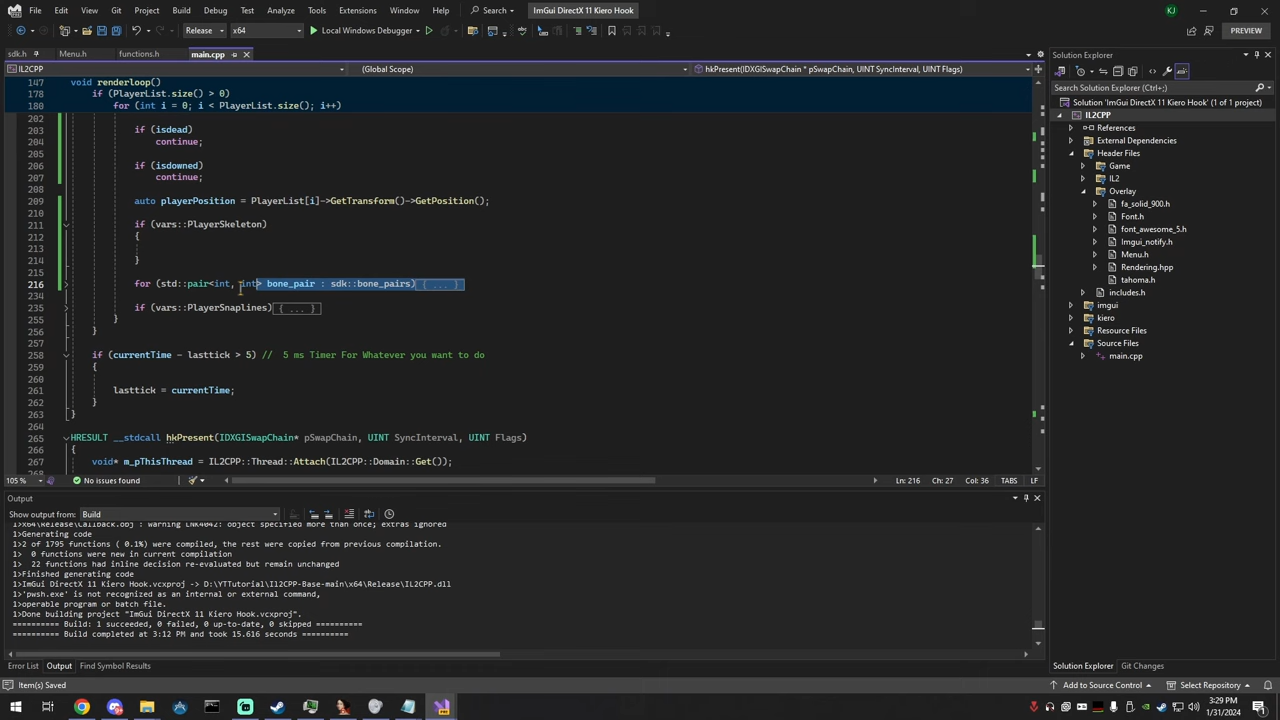 File Edit View Git Project Build Debug Test Analyze Tools Extensions Window Help Search ImGui DirectX 11 Kiero Hook KJ
Release x64 Local Windows Debugger PREVIEW
sdk.h Menu.h functions.h main.cpp
IL2CPP (Global Scope) hkPresent(IDXGISwapChain * pSwapChain, UINT SyncInterval, UINT Flags)
147 void renderloop()
178 if (PlayerList.size() > 0)
180 for (int i = 0; i < PlayerList.size(); i++)
202
203 if (isdead)
204 continue;
205
206 if (isdowned)
207 continue;
208
209 auto playerPosition = PlayerList[i]->GetTransform()->GetPosition();
210
211 if (vars::PlayerSkeleton)
212 {
213
214 }
215
216 for (std::pair<int, int> bone_pair : sdk::bone_pairs) { ... }
234
235 if (vars::PlayerSnaplines) { ... }
255 }
256 }
257
258 if (currentTime - lasttick > 5) // 5 ms Timer For Whatever you want to do
259 {
260
261 lasttick = currentTime;
262 }
263 }
264
265 HRESULT __stdcall hkPresent(IDXGISwapChain* pSwapChain, UINT SyncInterval, UINT Flags)
266 {
267 void* m_pThisThread = IL2CPP::Thread::Attach(IL2CPP::Domain::Get());
268
105 % No issues found Ln: 216 Ch: 27 Col: 36 TABS LF
Output
Show output from: Build
1>x64\Release\Callback.obj : warning LNK4042: object specified more than once; extras ignored
1>Generating code
1>2 of 1795 functions ( 0.1%) were compiled, the rest were copied from previous compilation.
1> 0 functions were new in current compilation
1> 22 functions had inline decision re-evaluated but remain unchanged
1>Finished generating code
1>ImGui DirectX 11 Kiero Hook.vcxproj -> D:\YTTutorial\Il2CPP-Base-main\x64\Release\IL2CPP.dll
1>'pwsh.exe' is not recognized as an internal or external command,
1>operable program or batch file.
1>Done building project "ImGui DirectX 11 Kiero Hook.vcxproj".
========== Build: 1 succeeded, 0 failed, 0 up-to-date, 0 skipped ==========
========== Build completed at 3:12 PM and took 15.616 seconds ==========
Error List Output Find Symbol Results
Item(s) Saved
Solution Explorer
Search Solution Explorer (Ctrl+;)
Solution 'ImGui DirectX 11 Kiero Hook' (1 of 1 project)
IL2CPP
References
External Dependencies
Header Files
Game
IL2
Overlay
fa_solid_900.h
Font.h
font_awesome_5.h
Imgui_notify.h
Menu.h
Rendering.hpp
tahoma.h
includes.h
imgui
kiero
Resource Files
Source Files
main.cpp
Solution Explorer Git Changes
Add to Source Control Select Repository
3:29 PM
1/31/2024